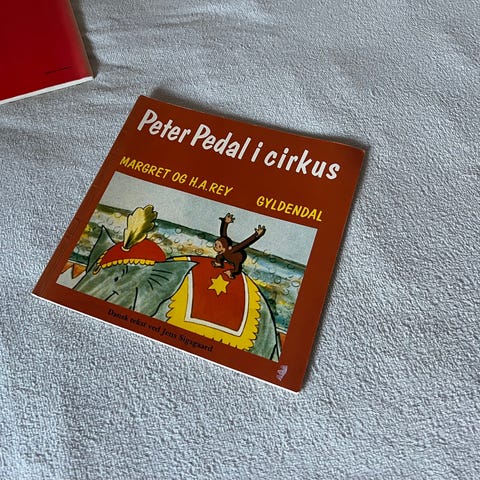 Peter Pedal i cirkus
MARGRET OG H.A.REY GYLDENDAL
Dansk tekst ved Jens Sigsgaard